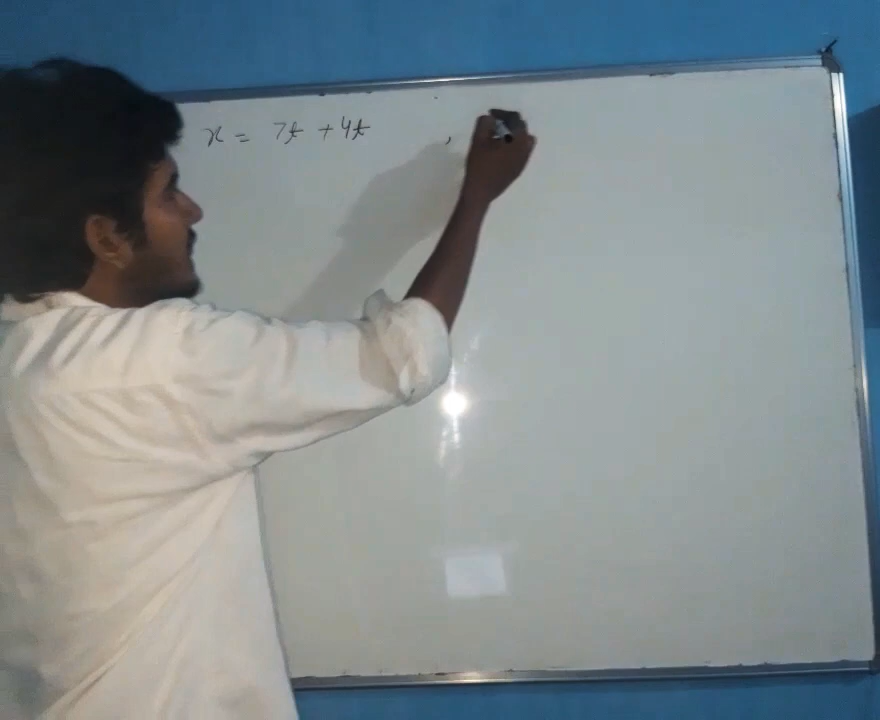 x = 7t + 4t ,